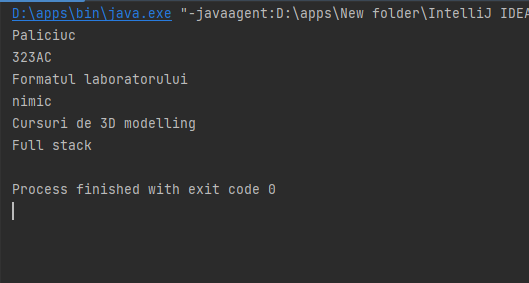 D:\apps\bin\java.exe "-javaagent:D:\apps\New folder\IntelliJ IDEA
Paliciuc
323AC
Formatul laboratorului
nimic
Cursuri de 3D modelling
Full stack
Process finished with exit code 0